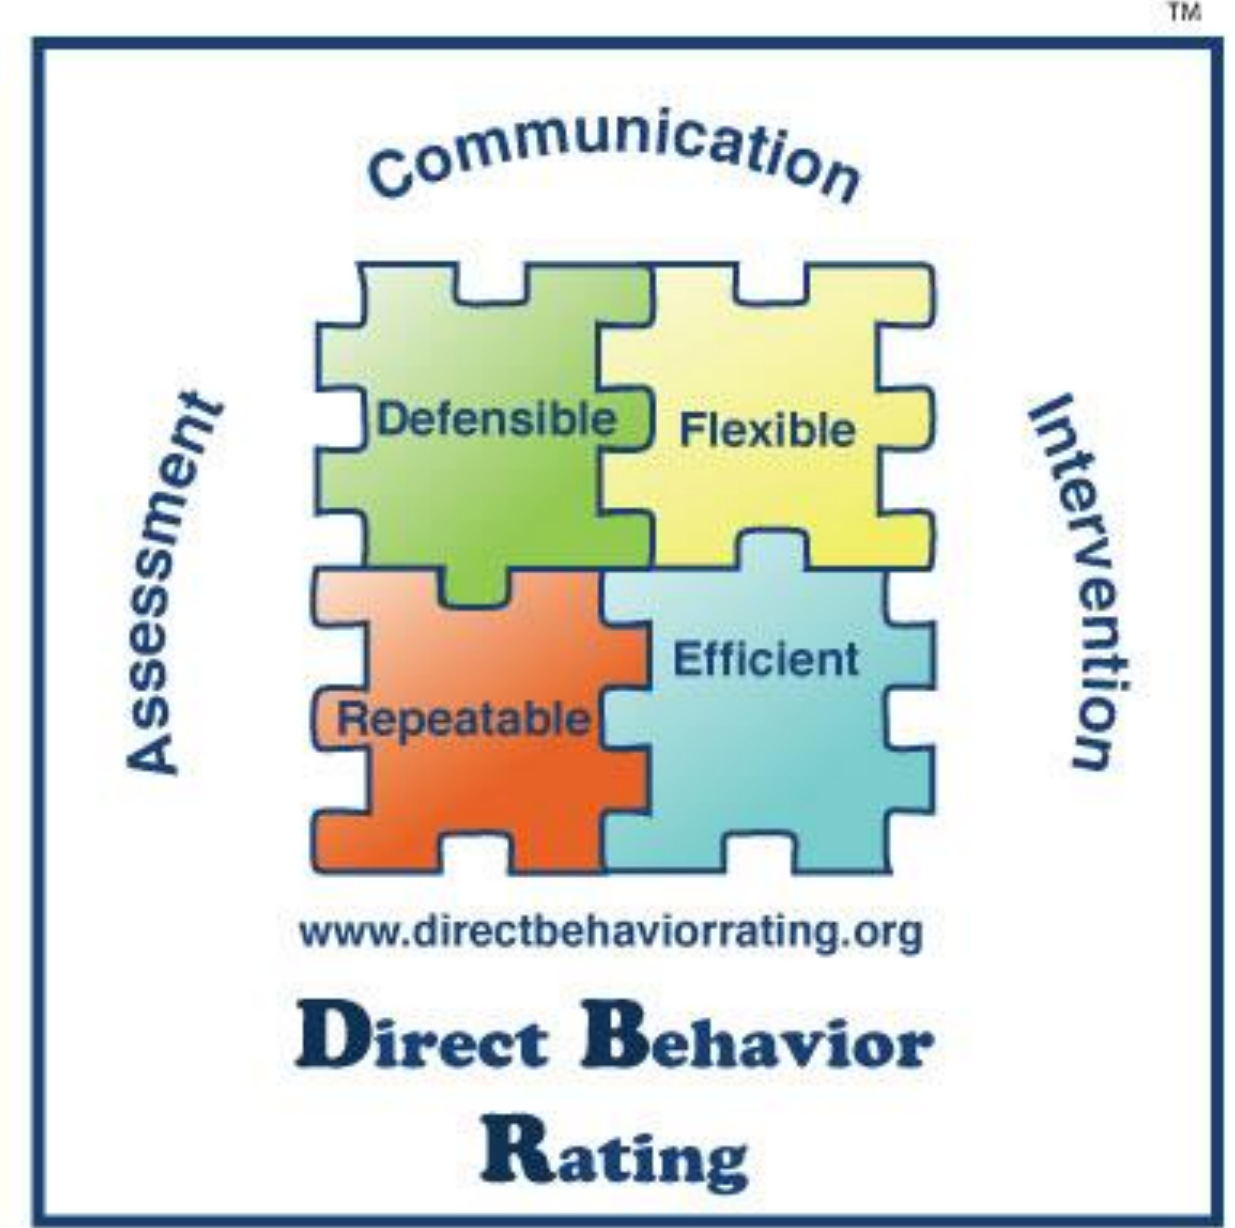 TM
Communication
Assessment
Intervention
Defensible
Flexible
Repeatable
Efficient
www.directbehaviorrating.org
Direct Behavior
Rating